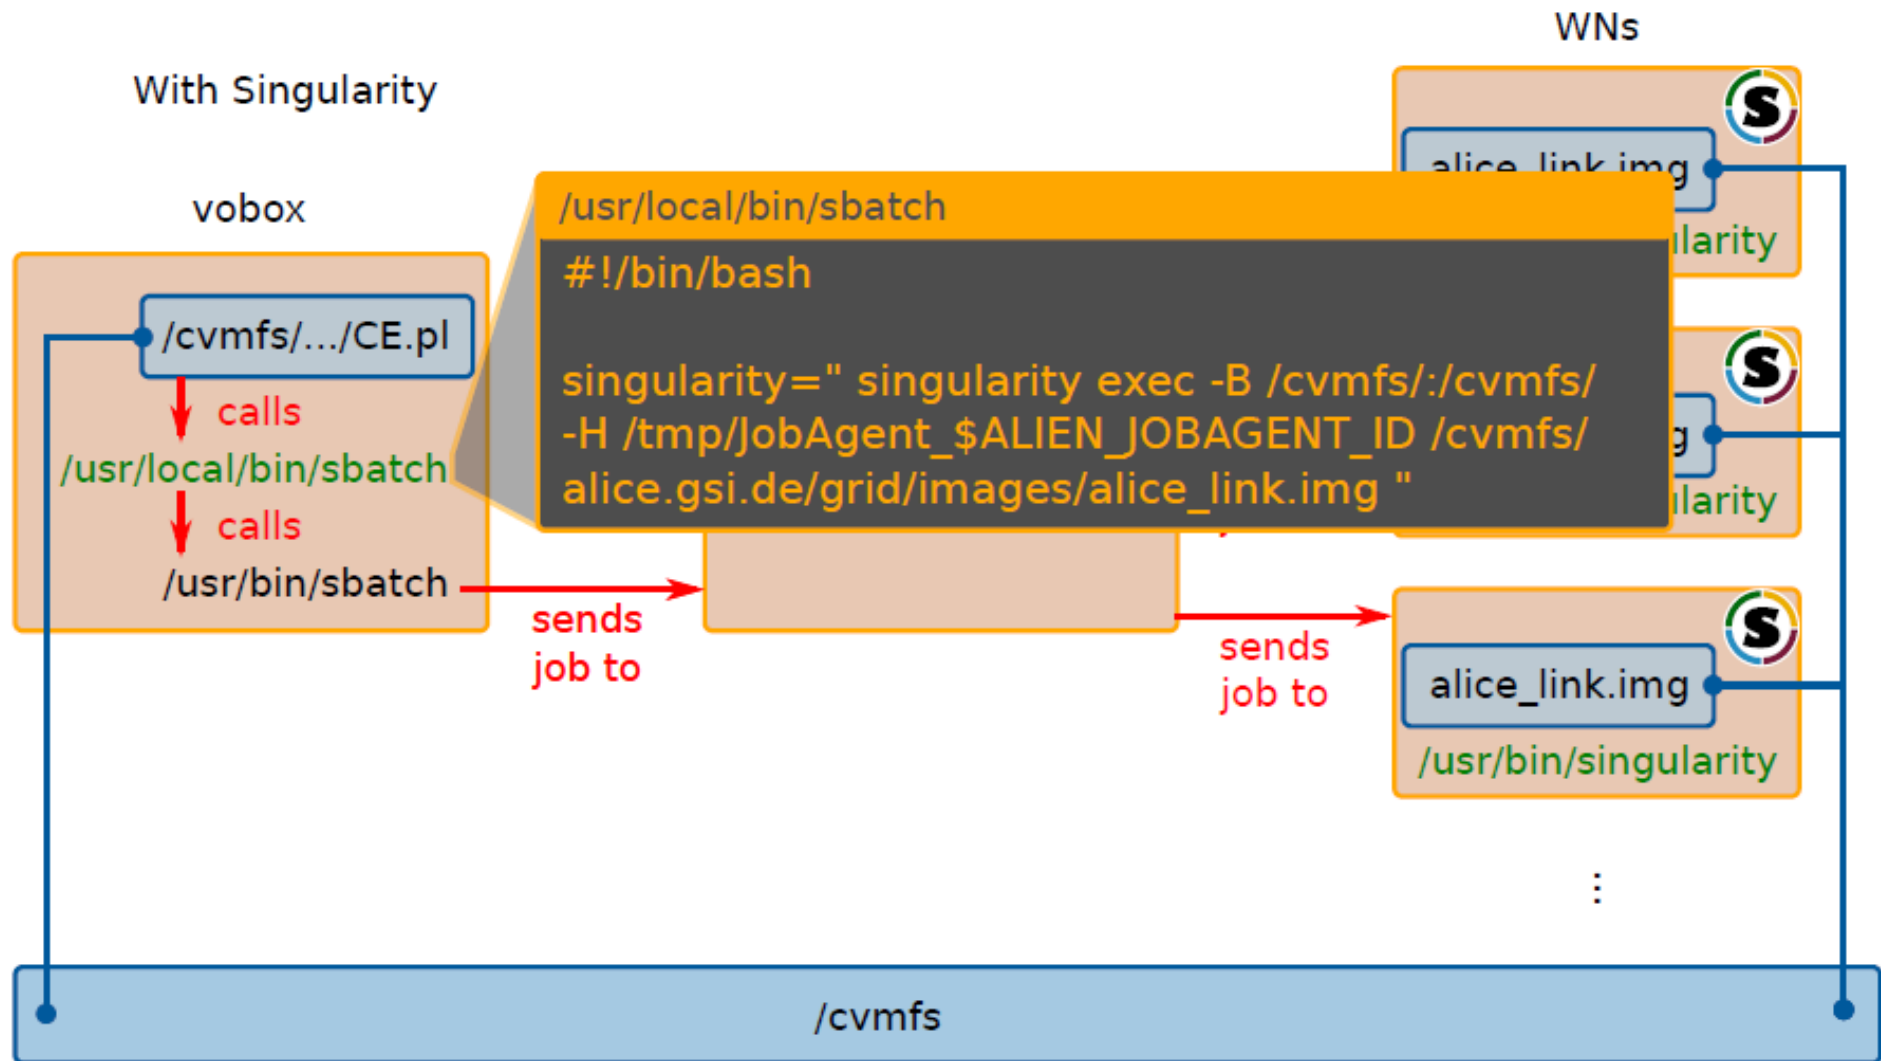 With Singularity
WNs
vobox
/cvmfs/.../CE.pl
calls
/usr/local/bin/sbatch
calls
/usr/bin/sbatch
sends
job to
/usr/local/bin/sbatch
#!/bin/bash
singularity=" singularity exec -B /cvmfs/:/cvmfs/
-H /tmp/JobAgent_$ALIEN_JOBAGENT_ID /cvmfs/
alice.gsi.de/grid/images/alice_link.img "
sends
job to
alice_link.img
S
S
S
alice_link.img
/usr/bin/singularity
⋮
/cvmfs